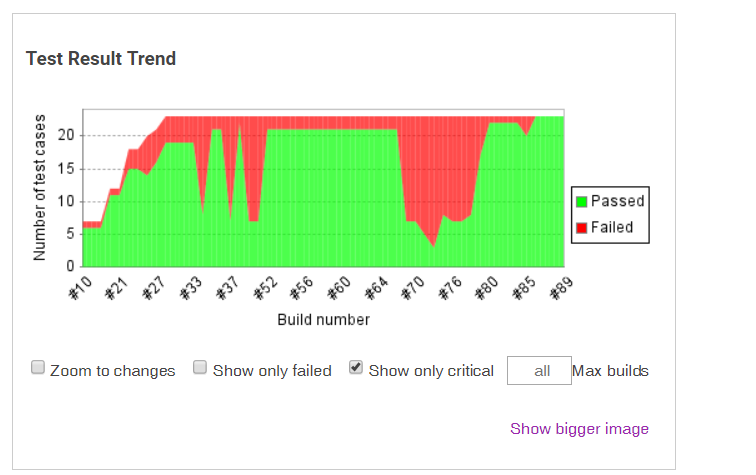 Test Result Trend
Number of test cases
20
15
10
5
0
#10 #21 #27 #33 #37 #52 #56 #60 #64 #70 #76 #80 #85 #89
Build number
Passed
Failed
Zoom to changes Show only failed Show only critical all Max builds
Show bigger image